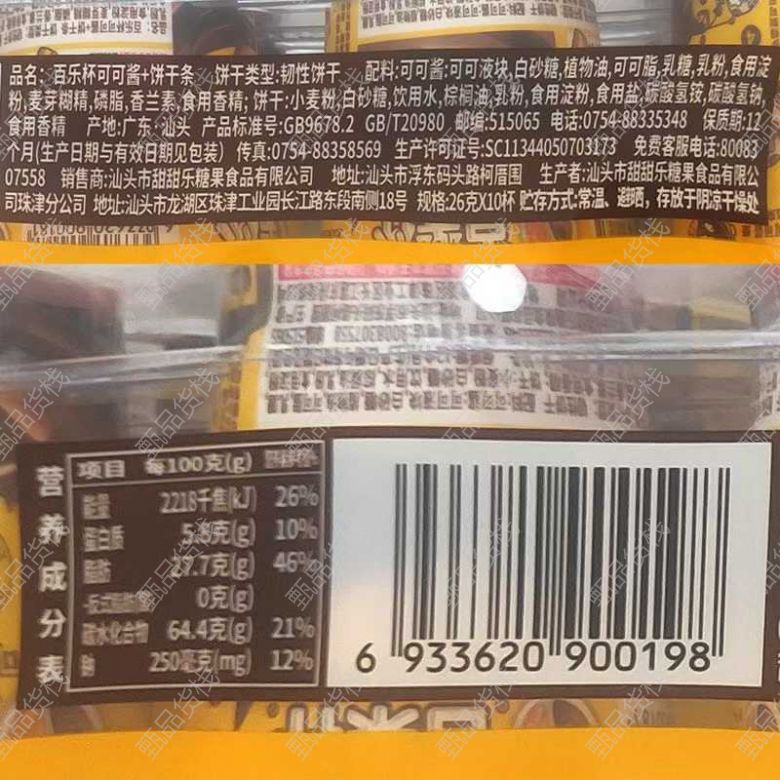 品名：百乐杯可可酱+饼干条 饼干类型:韧性饼干 配料:可可酱:可可液块,白砂糖,植物油,可可脂,乳糖,乳粉,食用淀
粉,麦芽糊精,磷脂,香兰素,食用香精; 饼干:小麦粉,白砂糖,饮用水,棕榈油,乳粉,食用淀粉,食用盐,碳酸氢铵,碳酸氢钠,
食用香精 产地:广东·汕头 产品标准号:GB9678.2 GB/T20980 邮编:515065 电话:0754-88335348 保质期:12
个月(生产日期与有效日期见包装) 传真:0754-88358569 生产许可证号:SC11344050703173 免费客服电话:80083
07558 销售商:汕头市甜甜乐糖果食品有限公司 地址:汕头市浮东码头路柯厝围 生产者:汕头市甜甜乐糖果食品有限公
司珠津分公司 地址:汕头市龙湖区珠津工业园长江路东段南侧18号 规格:26克X10杯 贮存方式:常温、避晒，存放于阴凉干燥处
营养成分表
项目 每100克(g)
能量 2218千焦(kJ) 26%
蛋白质 5.8克(g) 10%
脂肪 27.7克(g) 46%
-反式脂肪(酸) 0克(g)
碳水化合物 64.4克(g) 21%
钠 250毫克(mg) 12%
6 933620 900198
甄品货栈